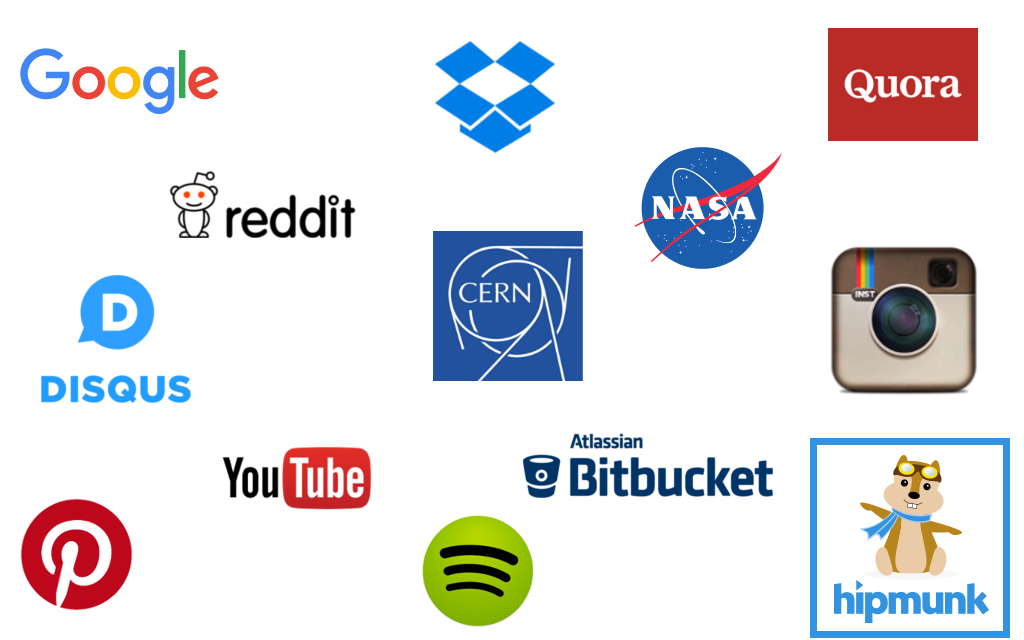 Google
Quora
reddit
NASA
CERN
INST
D
DISQUS
YouTube
Atlassian
Bitbucket
hipmunk